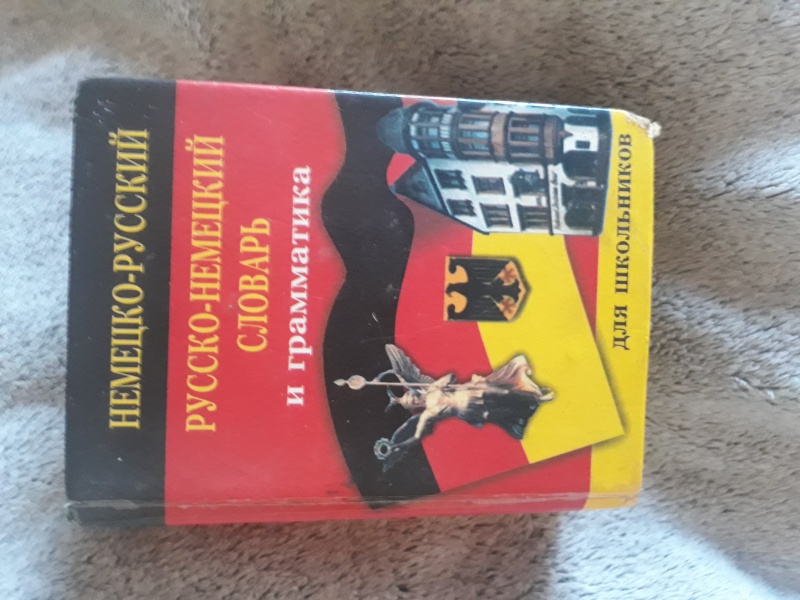 НЕМЕЦКО-РУССКИЙ
РУССКО-НЕМЕЦКИЙ
СЛОВАРЬ
и грамматика
для школьников